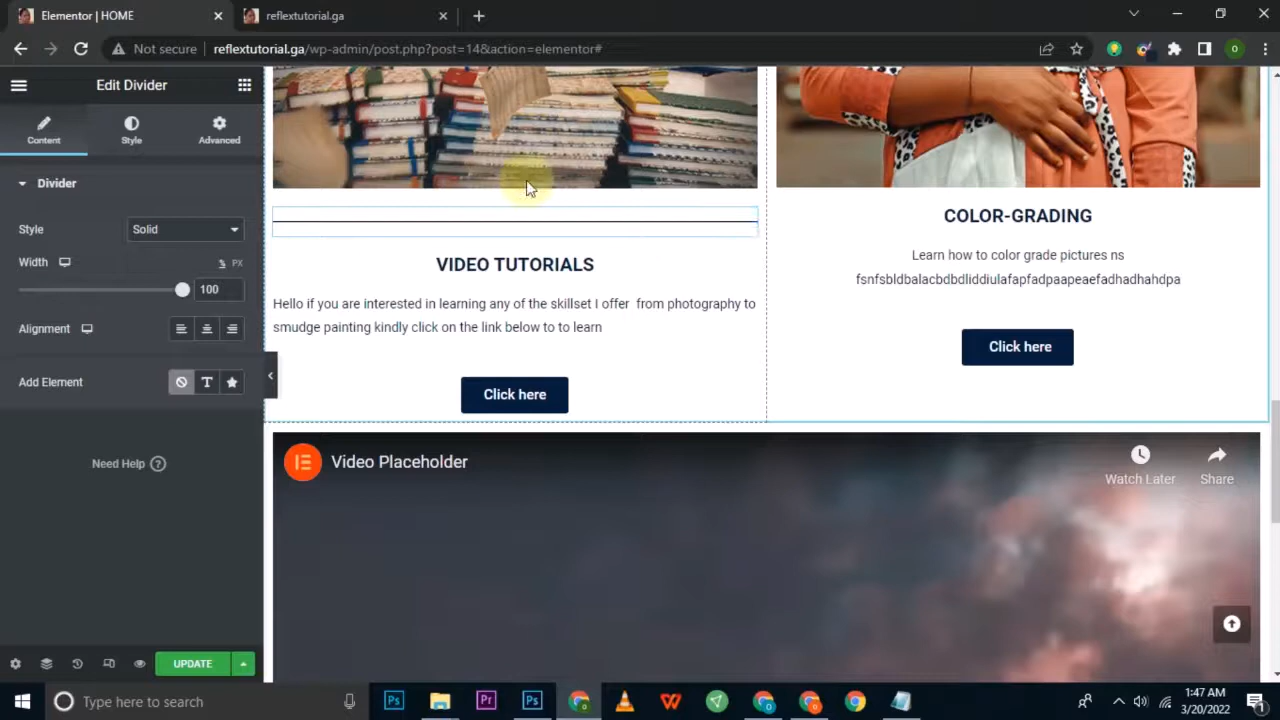 Elementor | HOME
reflextutorial.ga
Not secure
reflextutorial.ga/wp-admin/post.php?post=14&action=elementor#
o
Edit Divider
Content
Style
Advanced
Divider
Style
Solid
Width
% PX
100
Alignment
Add Element
Need Help ?
UPDATE
VIDEO TUTORIALS
Hello if you are interested in learning any of the skillset I offer from photography to
smudge painting kindly click on the link below to to learn
Click here
COLOR-GRADING
Learn how to color grade pictures ns
fsnfsbldbalacbdbdliddiulafapfadpaapeaefadhadhahdpa
Click here
Video Placeholder
Watch Later
Share
Type here to search
Ps
Pr
Ps
1:47 AM
3/20/2022
1